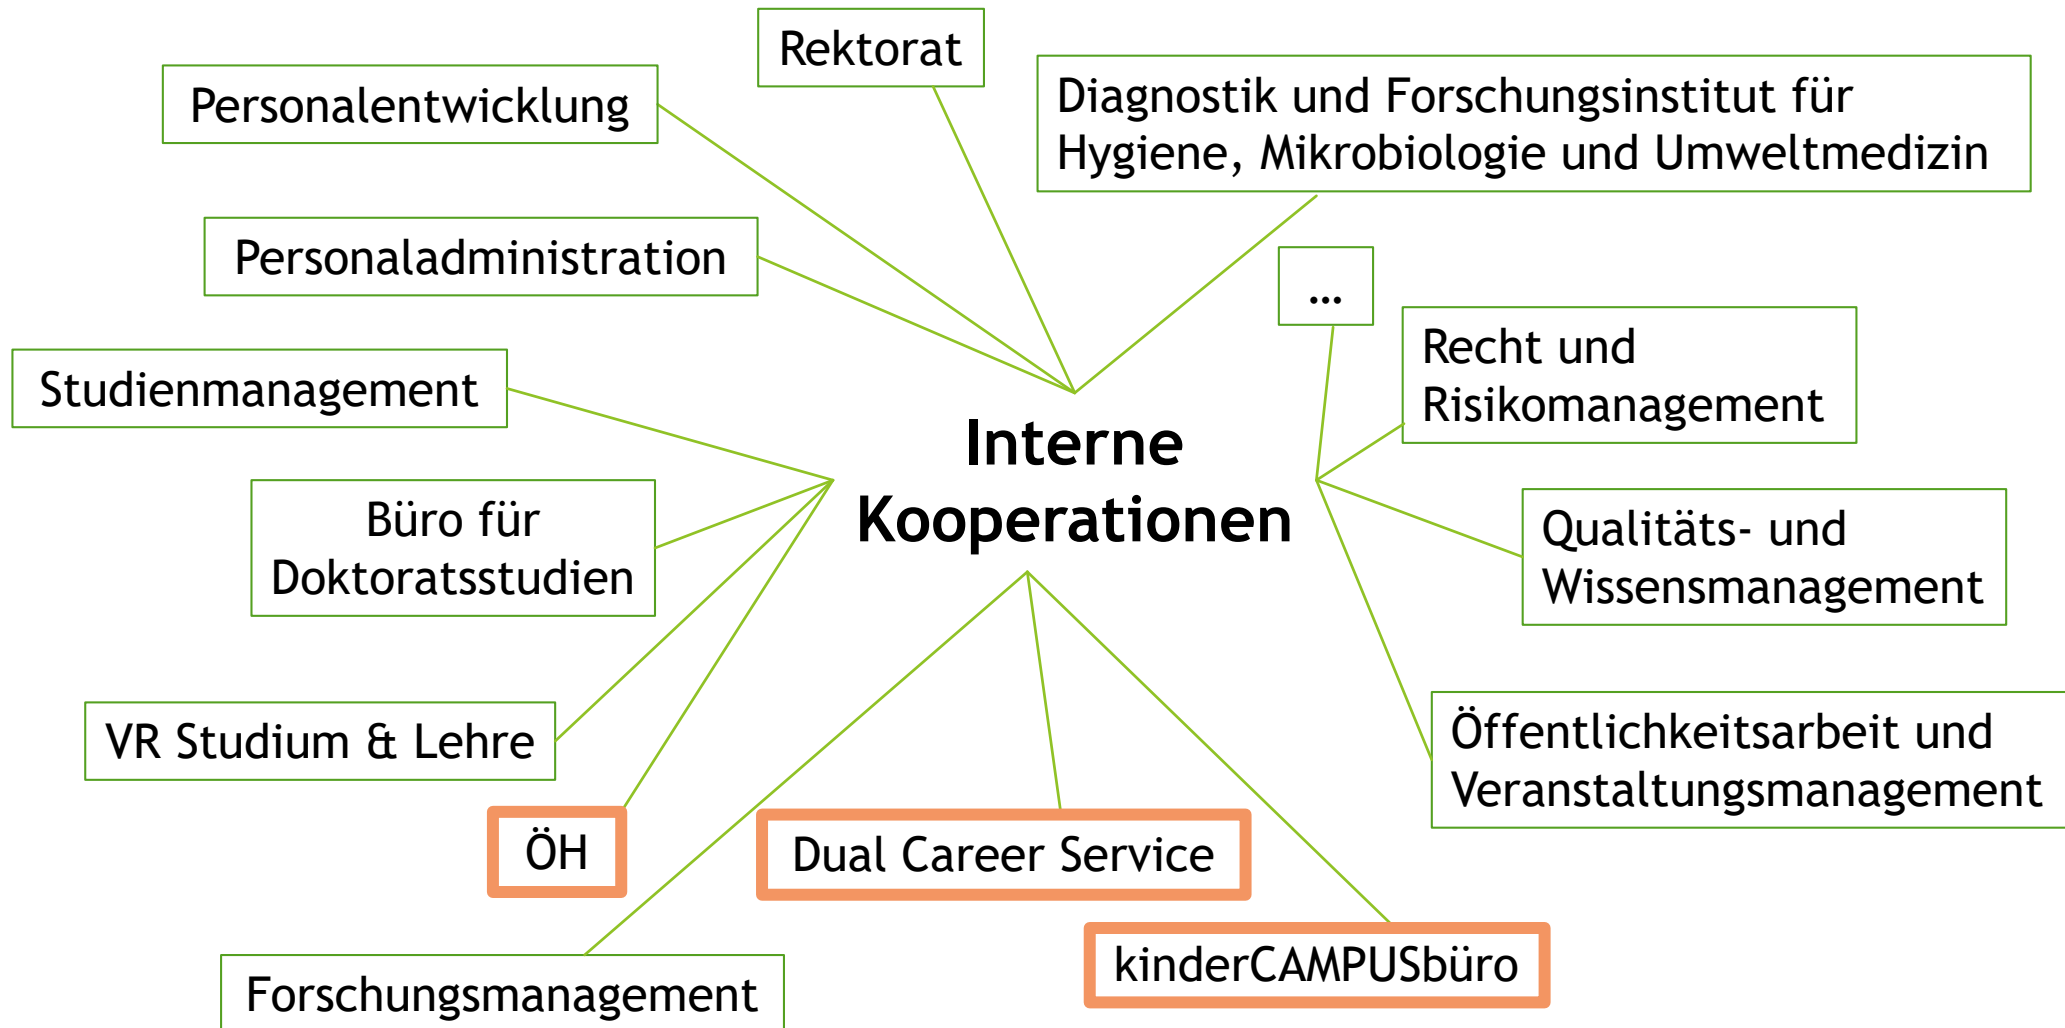 Rektorat
Personalentwicklung
Diagnostik und Forschungsinstitut für
Hygiene, Mikrobiologie und Umweltmedizin
Personaladministration
...
Recht und
Risikomanagement
Studienmanagement
Interne
Kooperationen
Büro für
Doktoratsstudien
Qualitäts- und
Wissensmanagement
VR Studium & Lehre
Öffentlichkeitsarbeit und
Veranstaltungsmanagement
ÖH
Dual Career Service
kinderCAMPUSbüro
Forschungsmanagement